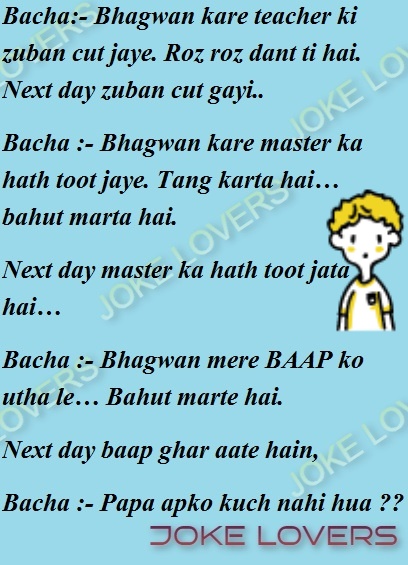 Bacha:- Bhagwan kare teacher ki
zuban cut jaye. Roz roz dant ti hai.
Next day zuban cut gayi..
Bacha :- Bhagwan kare master ka
hath toot jaye. Tang karta hai…
bahut marta hai.
Next day master ka hath toot jata
hai…
Bacha :- Bhagwan mere BAAP ko
utha le… Bahut marte hai.
Next day baap ghar aate hain,
Bacha :- Papa apko kuch nahi hua ??
JOKE LOVERS